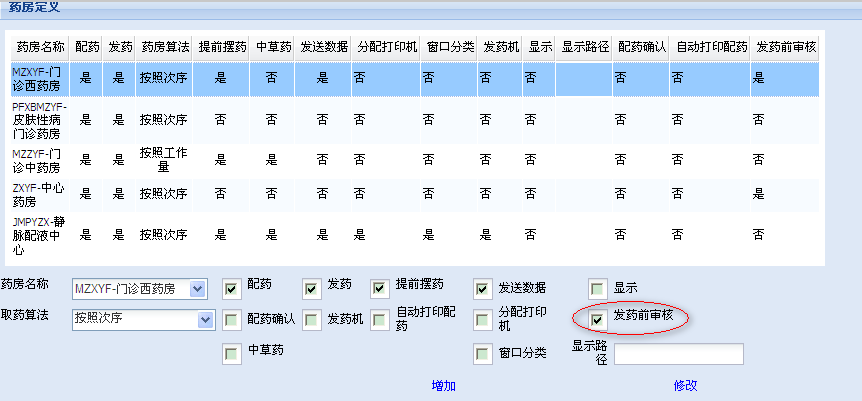 药房定义
药房名称 配药 发药 药房算法 提前摆药 中草药 发送数据 分配打印机 窗口分类 发药机 显示 显示路径 配药确认 自动打印配药 发药前审核
MZXYF-门诊西药房 是 是 按照次序 是 否 是 否 否 否 否 否 否 是
PFXBMZYF-皮肤性病门诊药房 是 是 按照次序 否 否 否 否 否 否 否 否 否 否
MZZYF-门诊中药房 是 是 按照工作量 是 是 否 否 否 否 否 否 否 否
ZXYF-中心药房 是 是 按照次序 否 否 否 否 否 否 否 否 否 是
JMPYZX-静脉配液中心 是 是 按照次序 是 是 是 是 是 是 否 否 否 否
药房名称 MZXYF-门诊西药房 配药 发药 提前摆药 发送数据 显示
取药算法 按照次序 配药确认 发药机 自动打印配药 分配打印机 发药前审核
中草药 窗口分类 显示路径
增加 修改